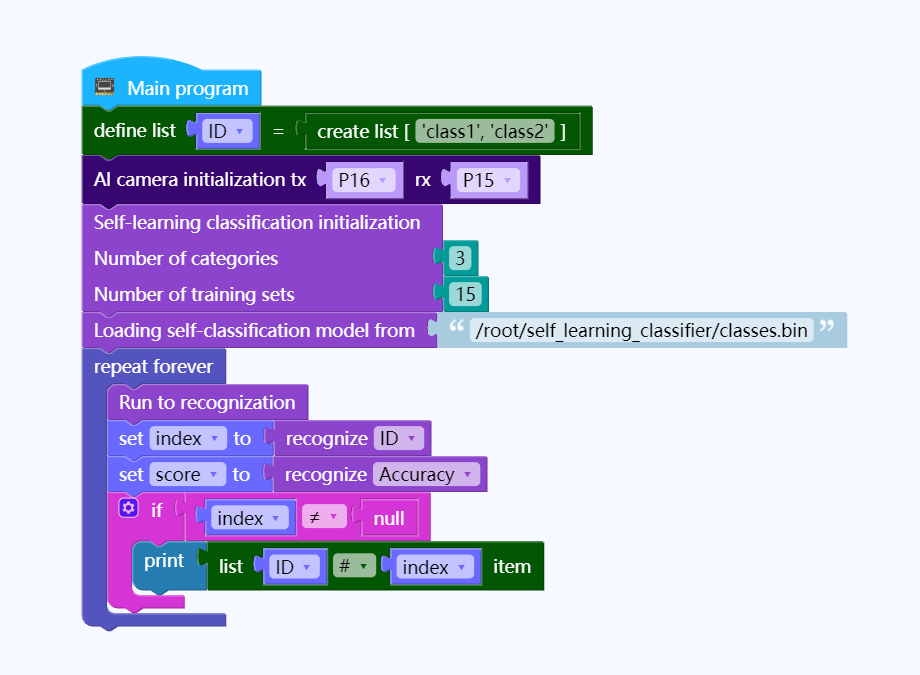 Main program
define list ID = create list [ 'class1', 'class2' ]
AI camera initialization tx P16 rx P15
Self-learning classification initialization
Number of categories 3
Number of training sets 15
Loading self-classification model from “ /root/self_learning_classifier/classes.bin ”
repeat forever
Run to recognization
set index to recognize ID
set score to recognize Accuracy
if index ≠ null
print list ID # index item